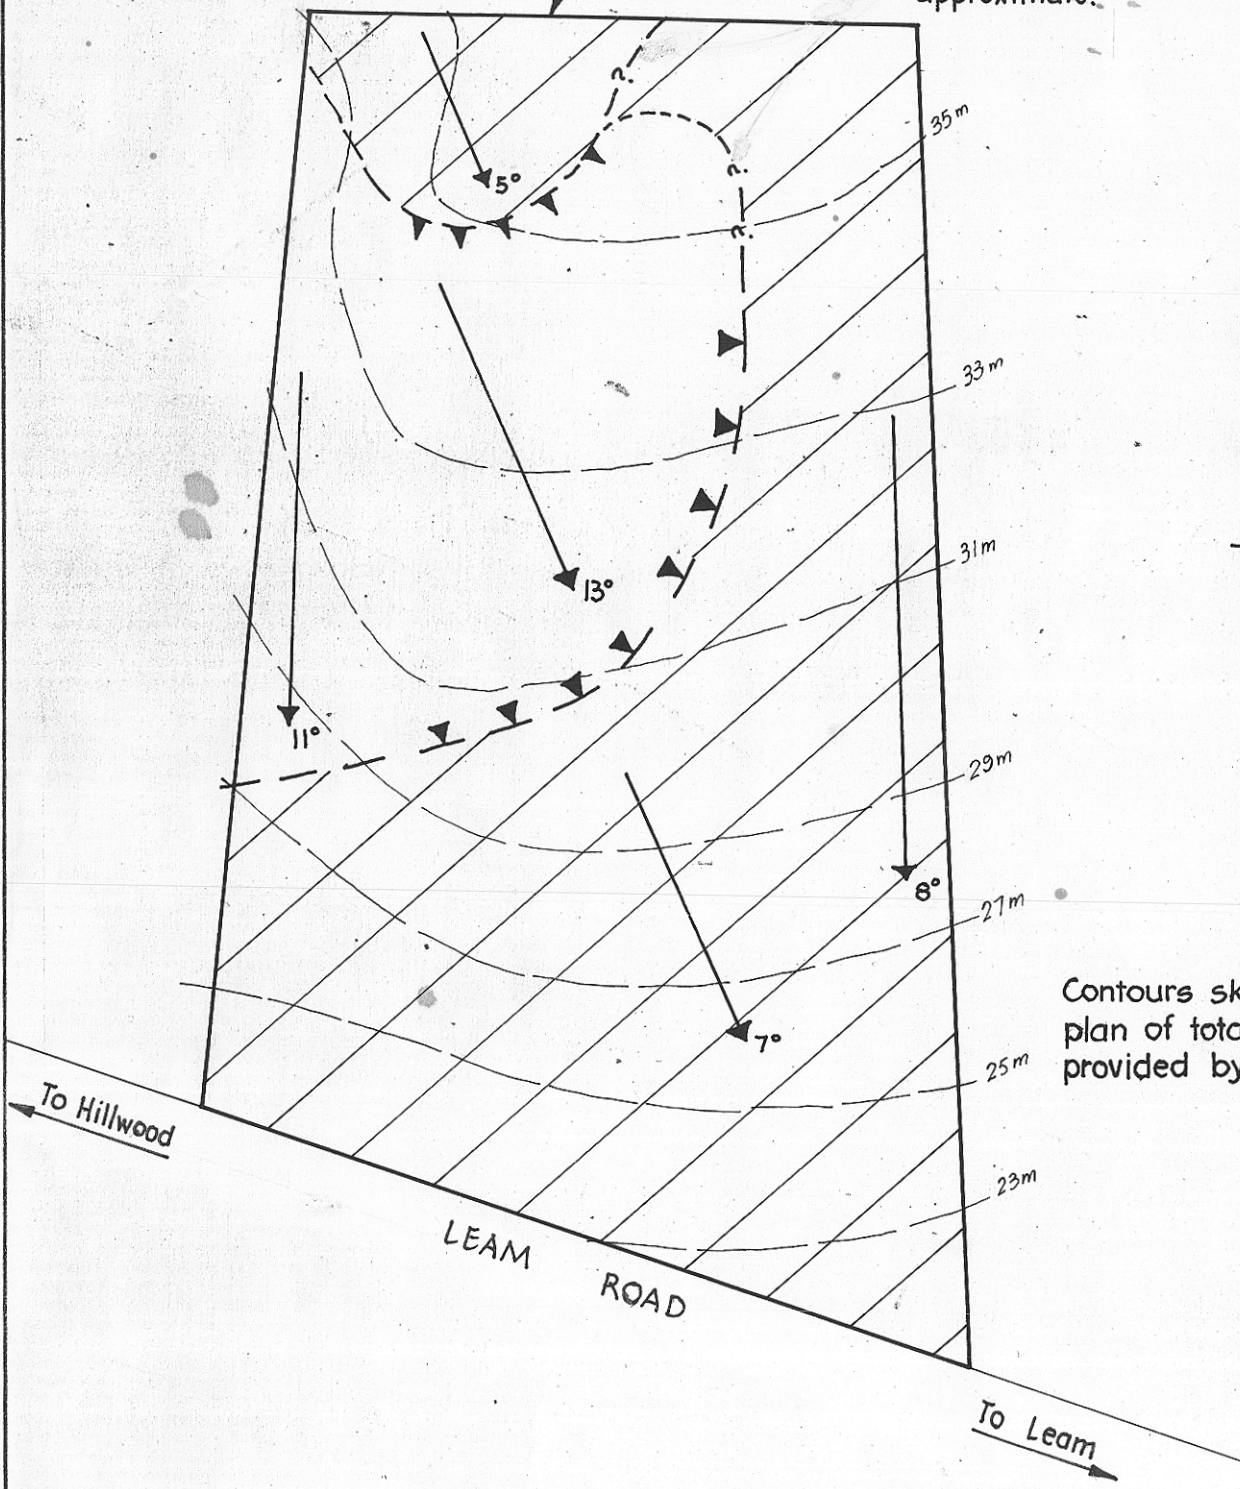 approximate.
?
35m
5°
?
?
33m
31m
13°
11°
29m
8°
27m
Contours sk
plan of tota
7°
provided by
25m
To Hillwood
23m
LEAM ROAD
To Leam